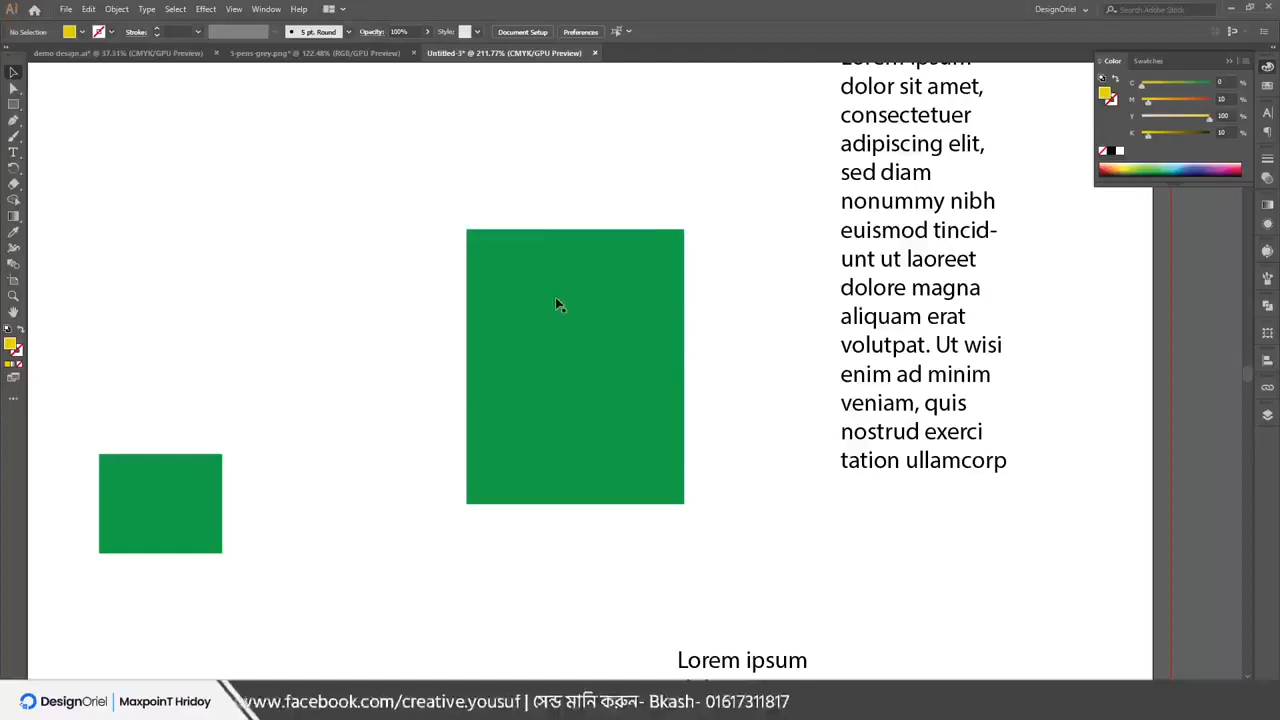 Ai File Edit Object Type Select Effect View Window Help DesignOriel Search Adobe Stock
No Selection Stroke: 5 pt. Round Opacity: 100% Style: Document Setup Preferences
demo design.ai* @ 37.31% (CMYK/GPU Preview) × 5-pens-grey.png* @ 122.48% (RGB/GPU Preview) × Untitled-3* @ 211.77% (CMYK/GPU Preview) ×
Color Swatches
C 0 %
M 10 %
Y 100 %
K 10 %
Lorem ipsum
dolor sit amet,
consectetuer
adipiscing elit,
sed diam
nonummy nibh
euismod tincid-
unt ut laoreet
dolore magna
aliquam erat
volutpat. Ut wisi
enim ad minim
veniam, quis
nostrud exerci
tation ullamcorp
Lorem ipsum
DesignOriel | MaxpoinT Hridoy www.facebook.com/creative.yousuf | সেন্ড মানি করুন- Bkash- 01617311817